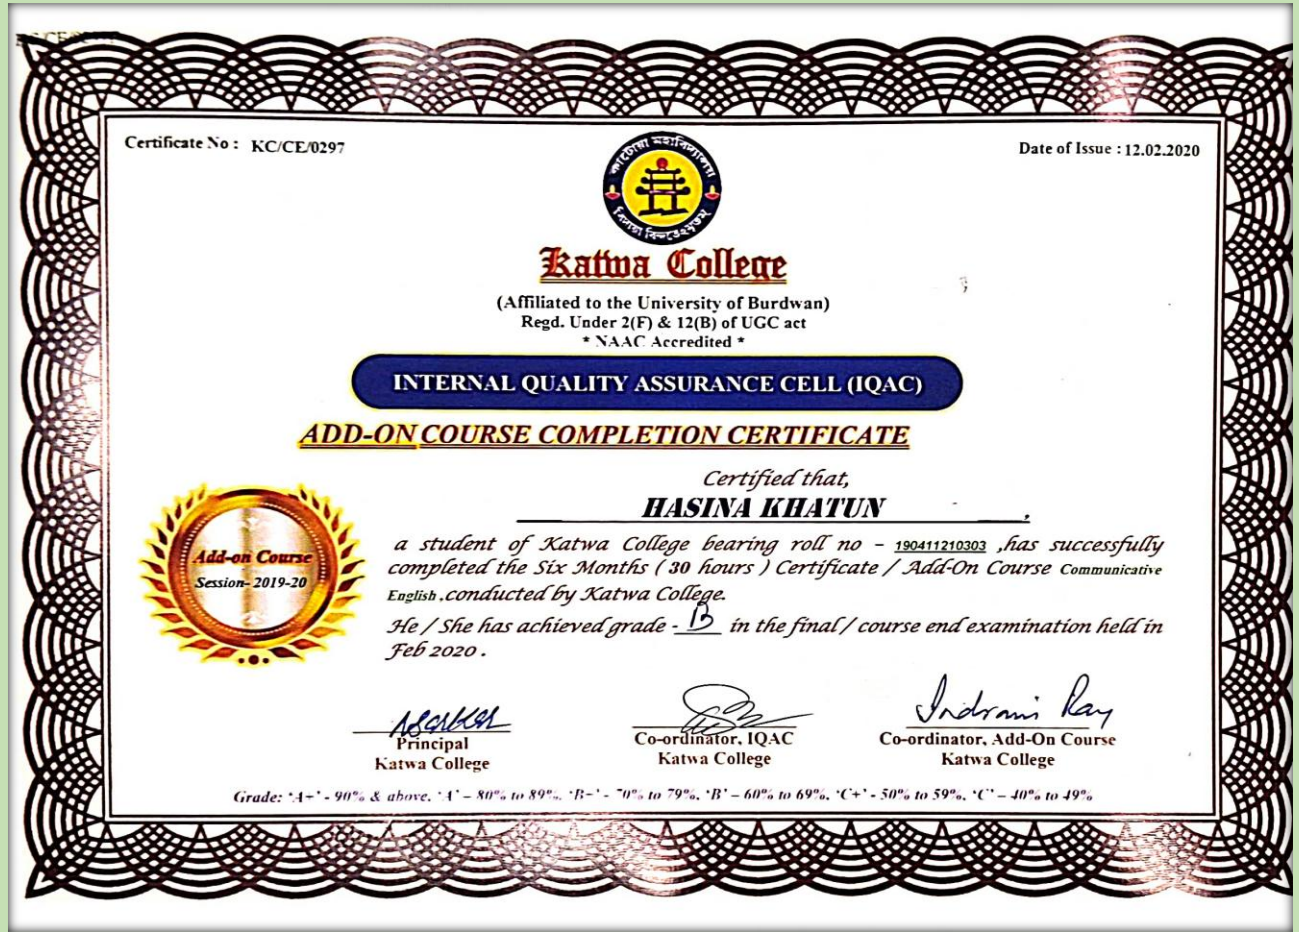 Certificate No : KC/CE/0297
Date of Issue : 12.02.2020
কাটোয়া মহাবিদ্যালয়
বিদ্যয়া বিন্দতেঽমৃতম্
Katwa College
(Affiliated to the University of Burdwan)
Regd. Under 2(F) & 12(B) of UGC act
* NAAC Accredited *
INTERNAL QUALITY ASSURANCE CELL (IQAC)
ADD-ON COURSE COMPLETION CERTIFICATE
Certified that,
HASINA KHATUN ,
Add-on Course
Session- 2019-20
a student of Katwa College bearing roll no – 190411210303 ,has successfully
completed the Six Months ( 30 hours ) Certificate / Add-On Course Communicative
English ,conducted by Katwa College.
He / She has achieved grade - B in the final / course end examination held in
Feb 2020 .
Indrani Ray
Principal
Katwa College
Co-ordinator, IQAC
Katwa College
Co-ordinator, Add-On Course
Katwa College
Grade: 'A+' - 90% & above, 'A' – 80% to 89%, 'B+' - 70% to 79%, 'B' – 60% to 69%, 'C+' - 50% to 59%, 'C' – 40% to 49%